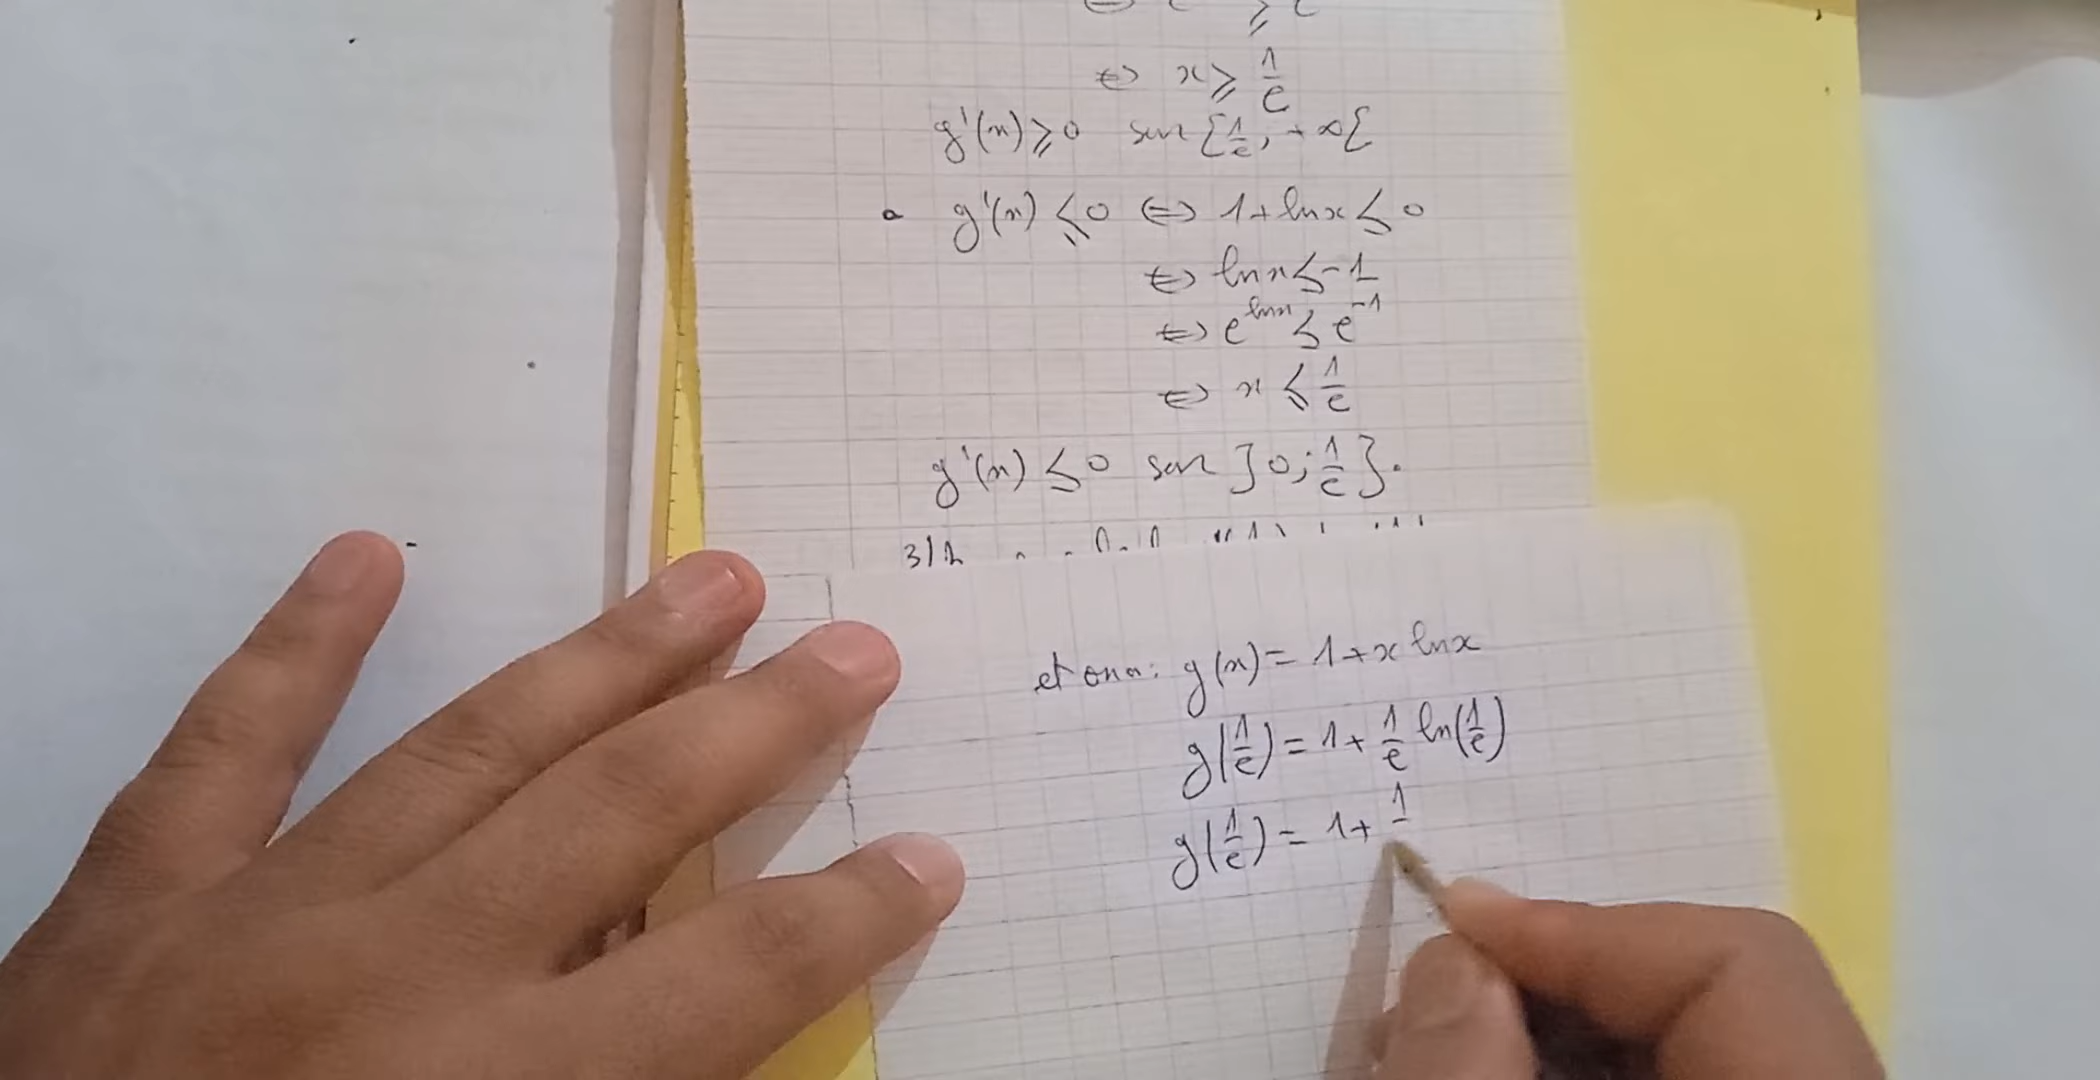 ⇔ x ⩾ 1/e
g'(x) ⩾ 0 sur [1/e, +∞[
g'(x) ⩽ 0 ⇔ 1 + ln x ≤ 0
⇔ ln x ≤ -1
⇔ e^{ln x} ≤ e^{-1}
⇔ x ⩽ 1/e
g'(x) ≤ 0 sur ]0; 1/e].
3/
et on a: g(x) = 1 + x ln x
g(1/e) = 1 + 1/e ln(1/e)
g(1/e) = 1 + 1